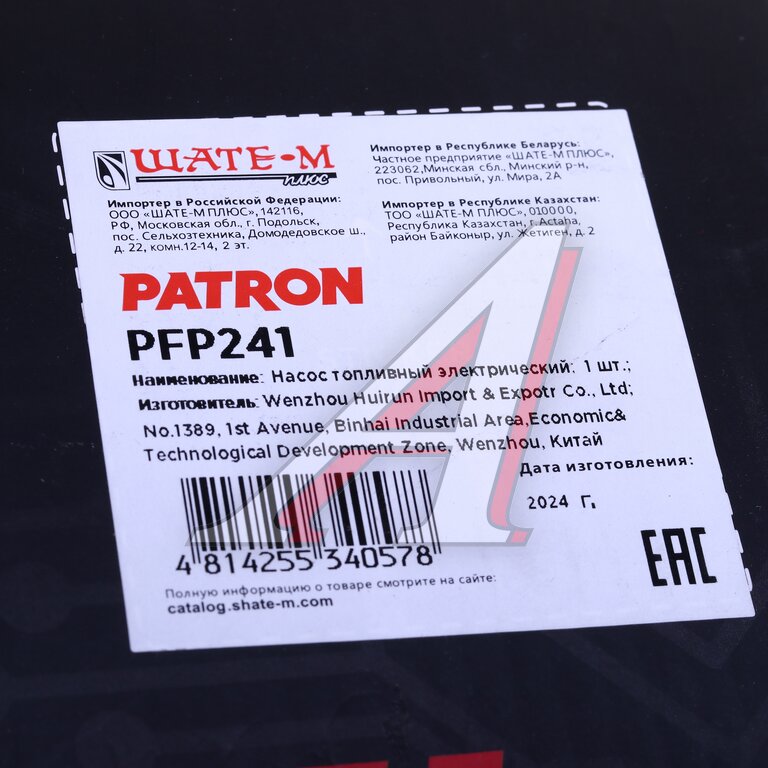 ШАТЕ-М
ПЛЮС
Импортер в Российской Федерации:
ООО «ШАТЕ-М ПЛЮС»,142116,
РФ, Московская обл., г. Подольск,
пос. Сельхозтехника, Домодедовское ш.,
д. 22, комн.12-14, 2 эт.
Импортер в Республике Беларусь:
Частное предприятие «ШАТЕ-М ПЛЮС»,
223062,Минская сбл., Минский р-н,
пос. Привольный, ул. Мира, 2А
Импортер в Республике Казахстан:
ТОО «ШАТЕ-М ПЛЮС», 010000,
Республика Казахстан, г. Астана,
район Байконыр, ул. Жетиген, д. 2
PATRON
PFP241
Наименование: Насос топливный электрический; 1 шт.;
Изготовитель: Wenzhou Huirun Import & Expotr Co., Ltd;
No.1389, 1st Avenue, Binhai Industrial Area,Economic&
Technological Development Zone, Wenzhou, Китай
Дата изготовления:
2024 Г.
4 814255 340578
EAC
Полную информацию о товаре смотрите на сайте:
catalog.shate-m.com